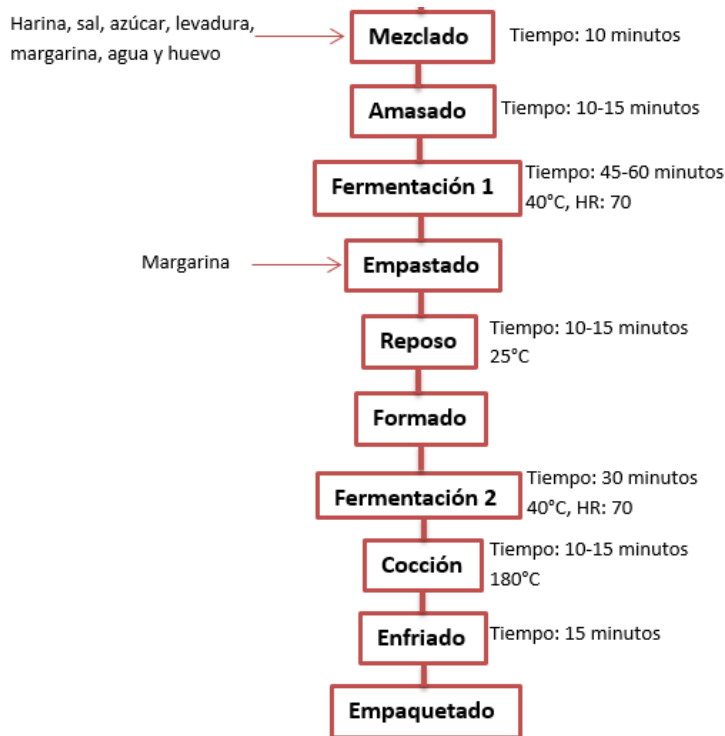 Harina, sal, azúcar, levadura,
margarina, agua y huevo
Mezclado
Tiempo: 10 minutos
Amasado
Tiempo: 10-15 minutos
Fermentación 1
Tiempo: 45-60 minutos
40°C, HR: 70
Margarina
Empastado
Reposo
Tiempo: 10-15 minutos
25°C
Formado
Fermentación 2
Tiempo: 30 minutos
40°C, HR: 70
Cocción
Tiempo: 10-15 minutos
180°C
Enfriado
Tiempo: 15 minutos
Empaquetado